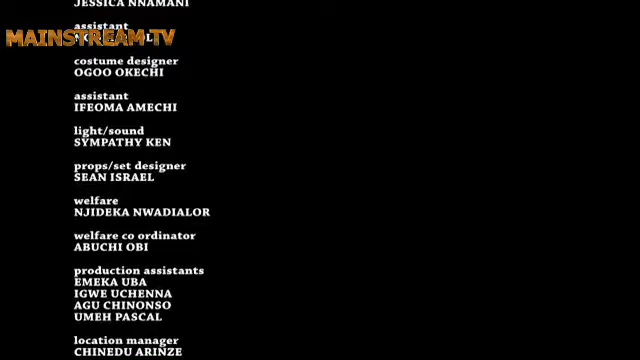 JESSICA NNAMANI
assistant
MAINSTREAM TV
costume designer
OGOO OKECHI
assistant
IFEOMA AMECHI
light/sound
SYMPATHY KEN
props/set designer
SEAN ISRAEL
welfare
NJIDEKA NWADIALOR
welfare co ordinator
ABUCHI OBI
production assistants
EMEKA UBA
IGWE UCHENNA
AGU CHINONSO
UMEH PASCAL
location manager
CHINEDU ARINZE